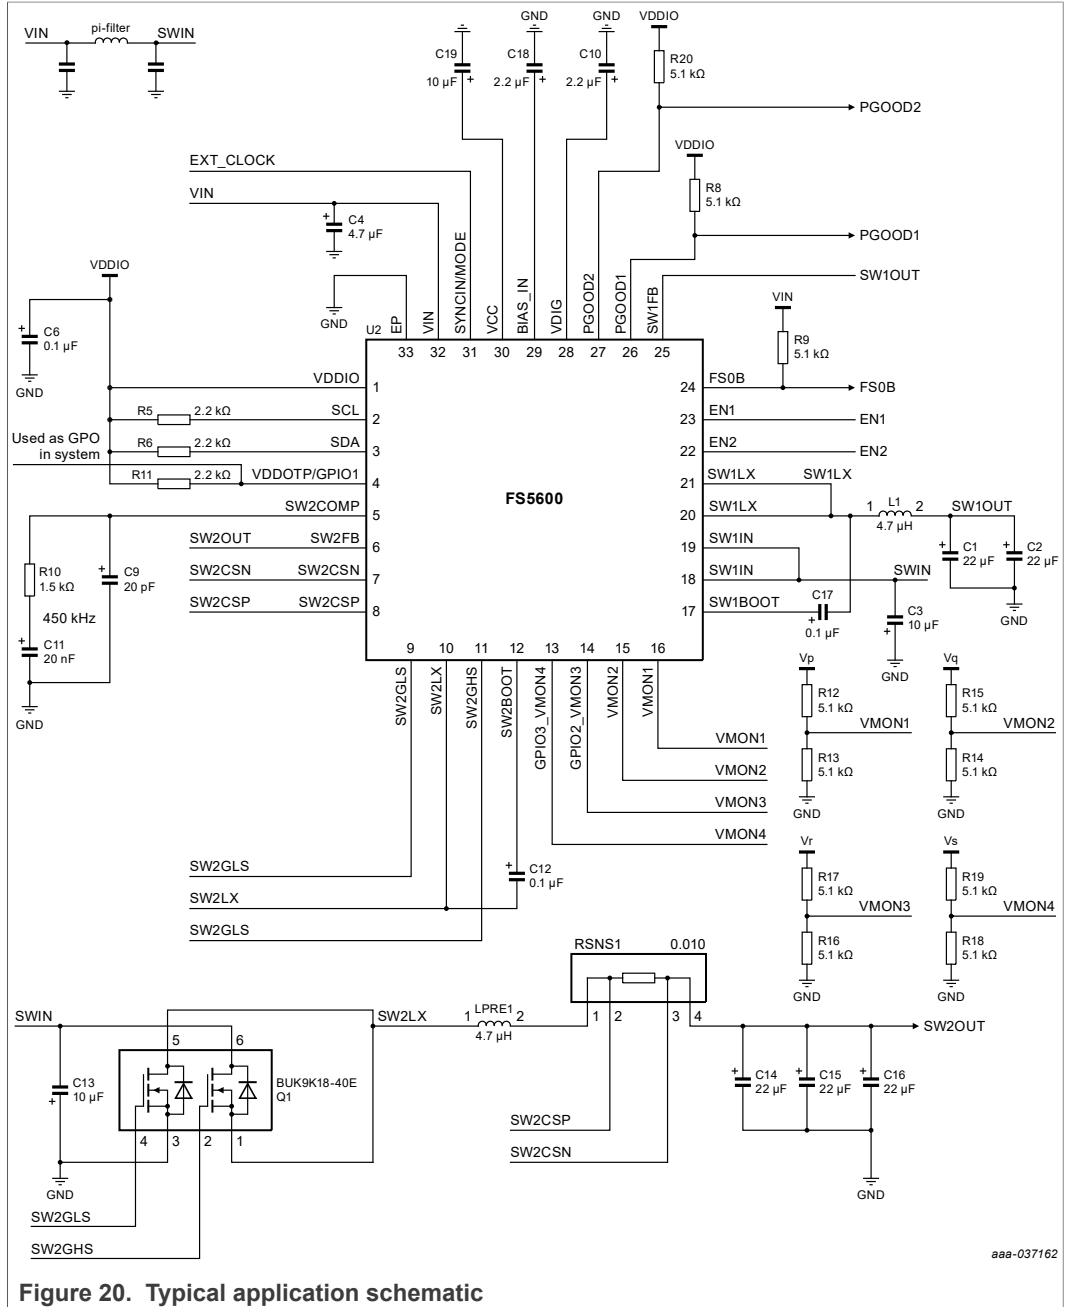 VIN
pi-filter
SWIN
C19
10 µF
+
GND
C18
2.2 µF
+
GND
C10
2.2 µF
+
VDDIO
R20
5.1 kΩ
PGOOD2
VDDIO
R8
5.1 kΩ
PGOOD1
SW1OUT
EXT_CLOCK
VIN
+
C4
4.7 µF
GND
VDDIO
+
C6
0.1 µF
GND
U2
EP
VIN
SYNCIN/MODE
VCC
BIAS_IN
VDIG
PGOOD2
PGOOD1
SW1FB
33
32
31
30
29
28
27
26
25
VIN
R9
5.1 kΩ
VDDIO
1
24
FS0B
FS0B
R5
2.2 kΩ
SCL
2
23
EN1
EN1
Used as GPO
in system
R6
2.2 kΩ
SDA
3
22
EN2
EN2
R11
2.2 kΩ
VDDOTP/GPIO1
4
FS5600
21
SW1LX
SW1LX
SW2COMP
5
20
SW1LX
1
L1
2
4.7 µH
SW1OUT
SW2OUT
SW2FB
6
19
SW1IN
+
C1
22 µF
+
C2
22 µF
GND
SW2CSN
SW2CSN
7
18
SW1IN
SWIN
SW2CSP
SW2CSP
8
17
SW1BOOT
C17
+
0.1 µF
C3
10 µF
+
GND
R10
1.5 kΩ
+
C9
20 pF
450 kHz
+
C11
20 nF
GND
9
10
11
12
13
14
15
16
SW2GLS
SW2LX
SW2GHS
SW2BOOT
GPIO3_VMON4
GPIO2_VMON3
VMON2
VMON1
VMON1
VMON2
VMON3
VMON4
Vp
R12
5.1 kΩ
VMON1
R13
5.1 kΩ
GND
Vq
R15
5.1 kΩ
VMON2
R14
5.1 kΩ
GND
Vr
R17
5.1 kΩ
VMON3
R16
5.1 kΩ
GND
Vs
R19
5.1 kΩ
VMON4
R18
5.1 kΩ
GND
SW2GLS
+
C12
0.1 µF
SW2LX
SW2GLS
RSNS1
0.010
1
2
3
4
SWIN
SW2LX
1
LPRE1
2
4.7 µH
SW2OUT
5
6
C13
10 µF
+
BUK9K18-40E
Q1
4
3
2
1
GND
+
C14
22 µF
+
C15
22 µF
+
C16
22 µF
GND
SW2CSP
SW2CSN
SW2GLS
SW2GHS
aaa-037162
Figure 20. Typical application schematic